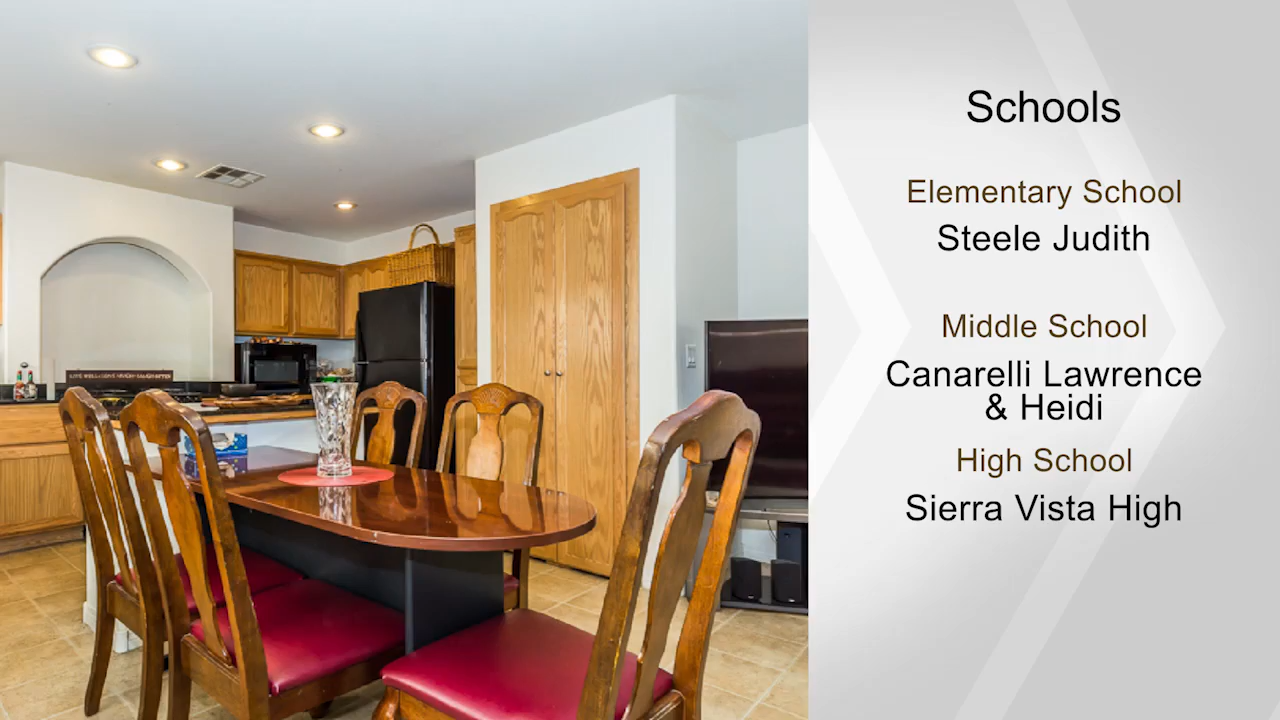 Schools
Elementary School
Steele Judith
Middle School
Canarelli Lawrence
& Heidi
High School
Sierra Vista High